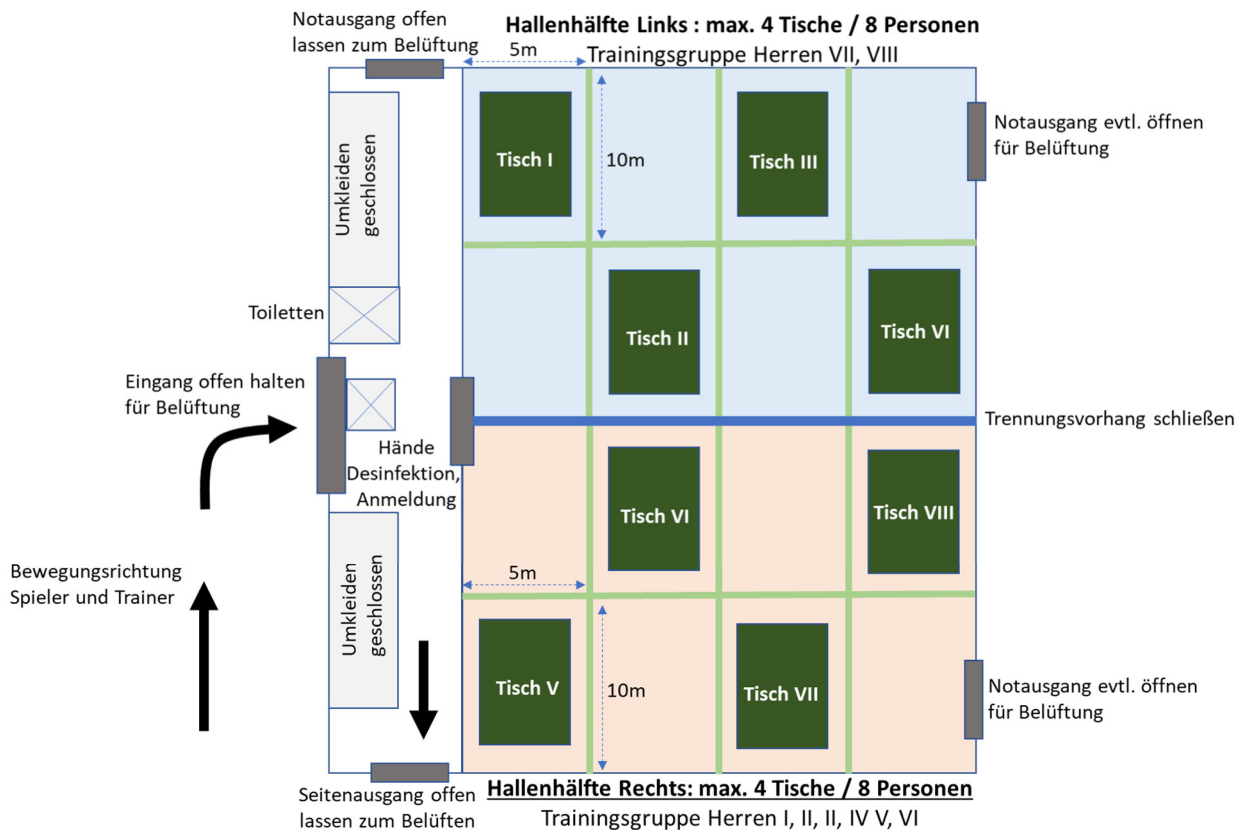 Notausgang offen
lassen zum Belüftung
Hallenhälfte Links : max. 4 Tische / 8 Personen
Trainingsgruppe Herren VII, VIII
5m
10m
Umkleiden
geschlossen
Tisch I
Tisch III
Notausgang evtl. öffnen
für Belüftung
Toiletten
Tisch II
Tisch VI
Eingang offen halten
für Belüftung
Trennungsvorhang schließen
Hände
Desinfektion,
Anmeldung
Tisch VI
Tisch VIII
Bewegungsrichtung
Spieler und Trainer
5m
Umkleiden
geschlossen
10m
Tisch V
Tisch VII
Notausgang evtl. öffnen
für Belüftung
Seitenausgang offen
lassen zum Belüften
Hallenhälfte Rechts: max. 4 Tische / 8 Personen
Trainingsgruppe Herren I, II, II, IV V, VI